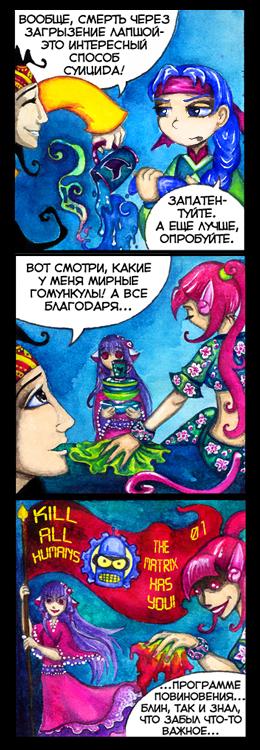 ВООБЩЕ, СМЕРТЬ ЧЕРЕЗ
ЗАГРЫЗЕНИЕ ЛАПШОЙ-
ЭТО ИНТЕРЕСНЫЙ
СПОСОБ
СУИЦИDА!
ЗАПАТЕН-
ТУЙТЕ.
А ЕЩЕ ЛУЧШЕ,
ОПРОБУЙТЕ.
ВОТ СМОТРИ, КАКИЕ
У МЕНЯ МИРНЫЕ
ГОМУНКУЛЫ! А ВСЕ
БЛАГОДАРЯ...
KILL
ALL
HUMANS
THE
MATRIX
HAS
YOU!
01
...ПРОГРАММЕ
ПОВИНОВЕНИЯ...
БЛИН, ТАК И ЗНАЛ,
ЧТО ЗАБЫЛ ЧТО-ТО
ВАЖНОЕ...